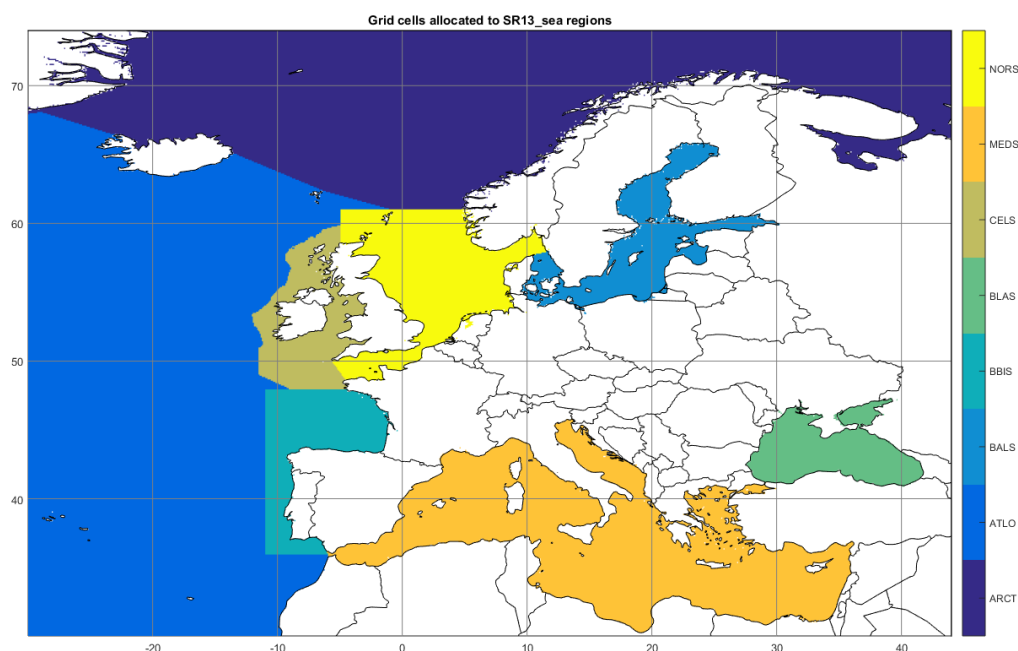 Grid cells allocated to SR13_sea regions
70
60
50
40
-20
-10
0
10
20
30
40
NORS
MEDS
CELS
BLAS
BBIS
BALS
ATLO
ARCT